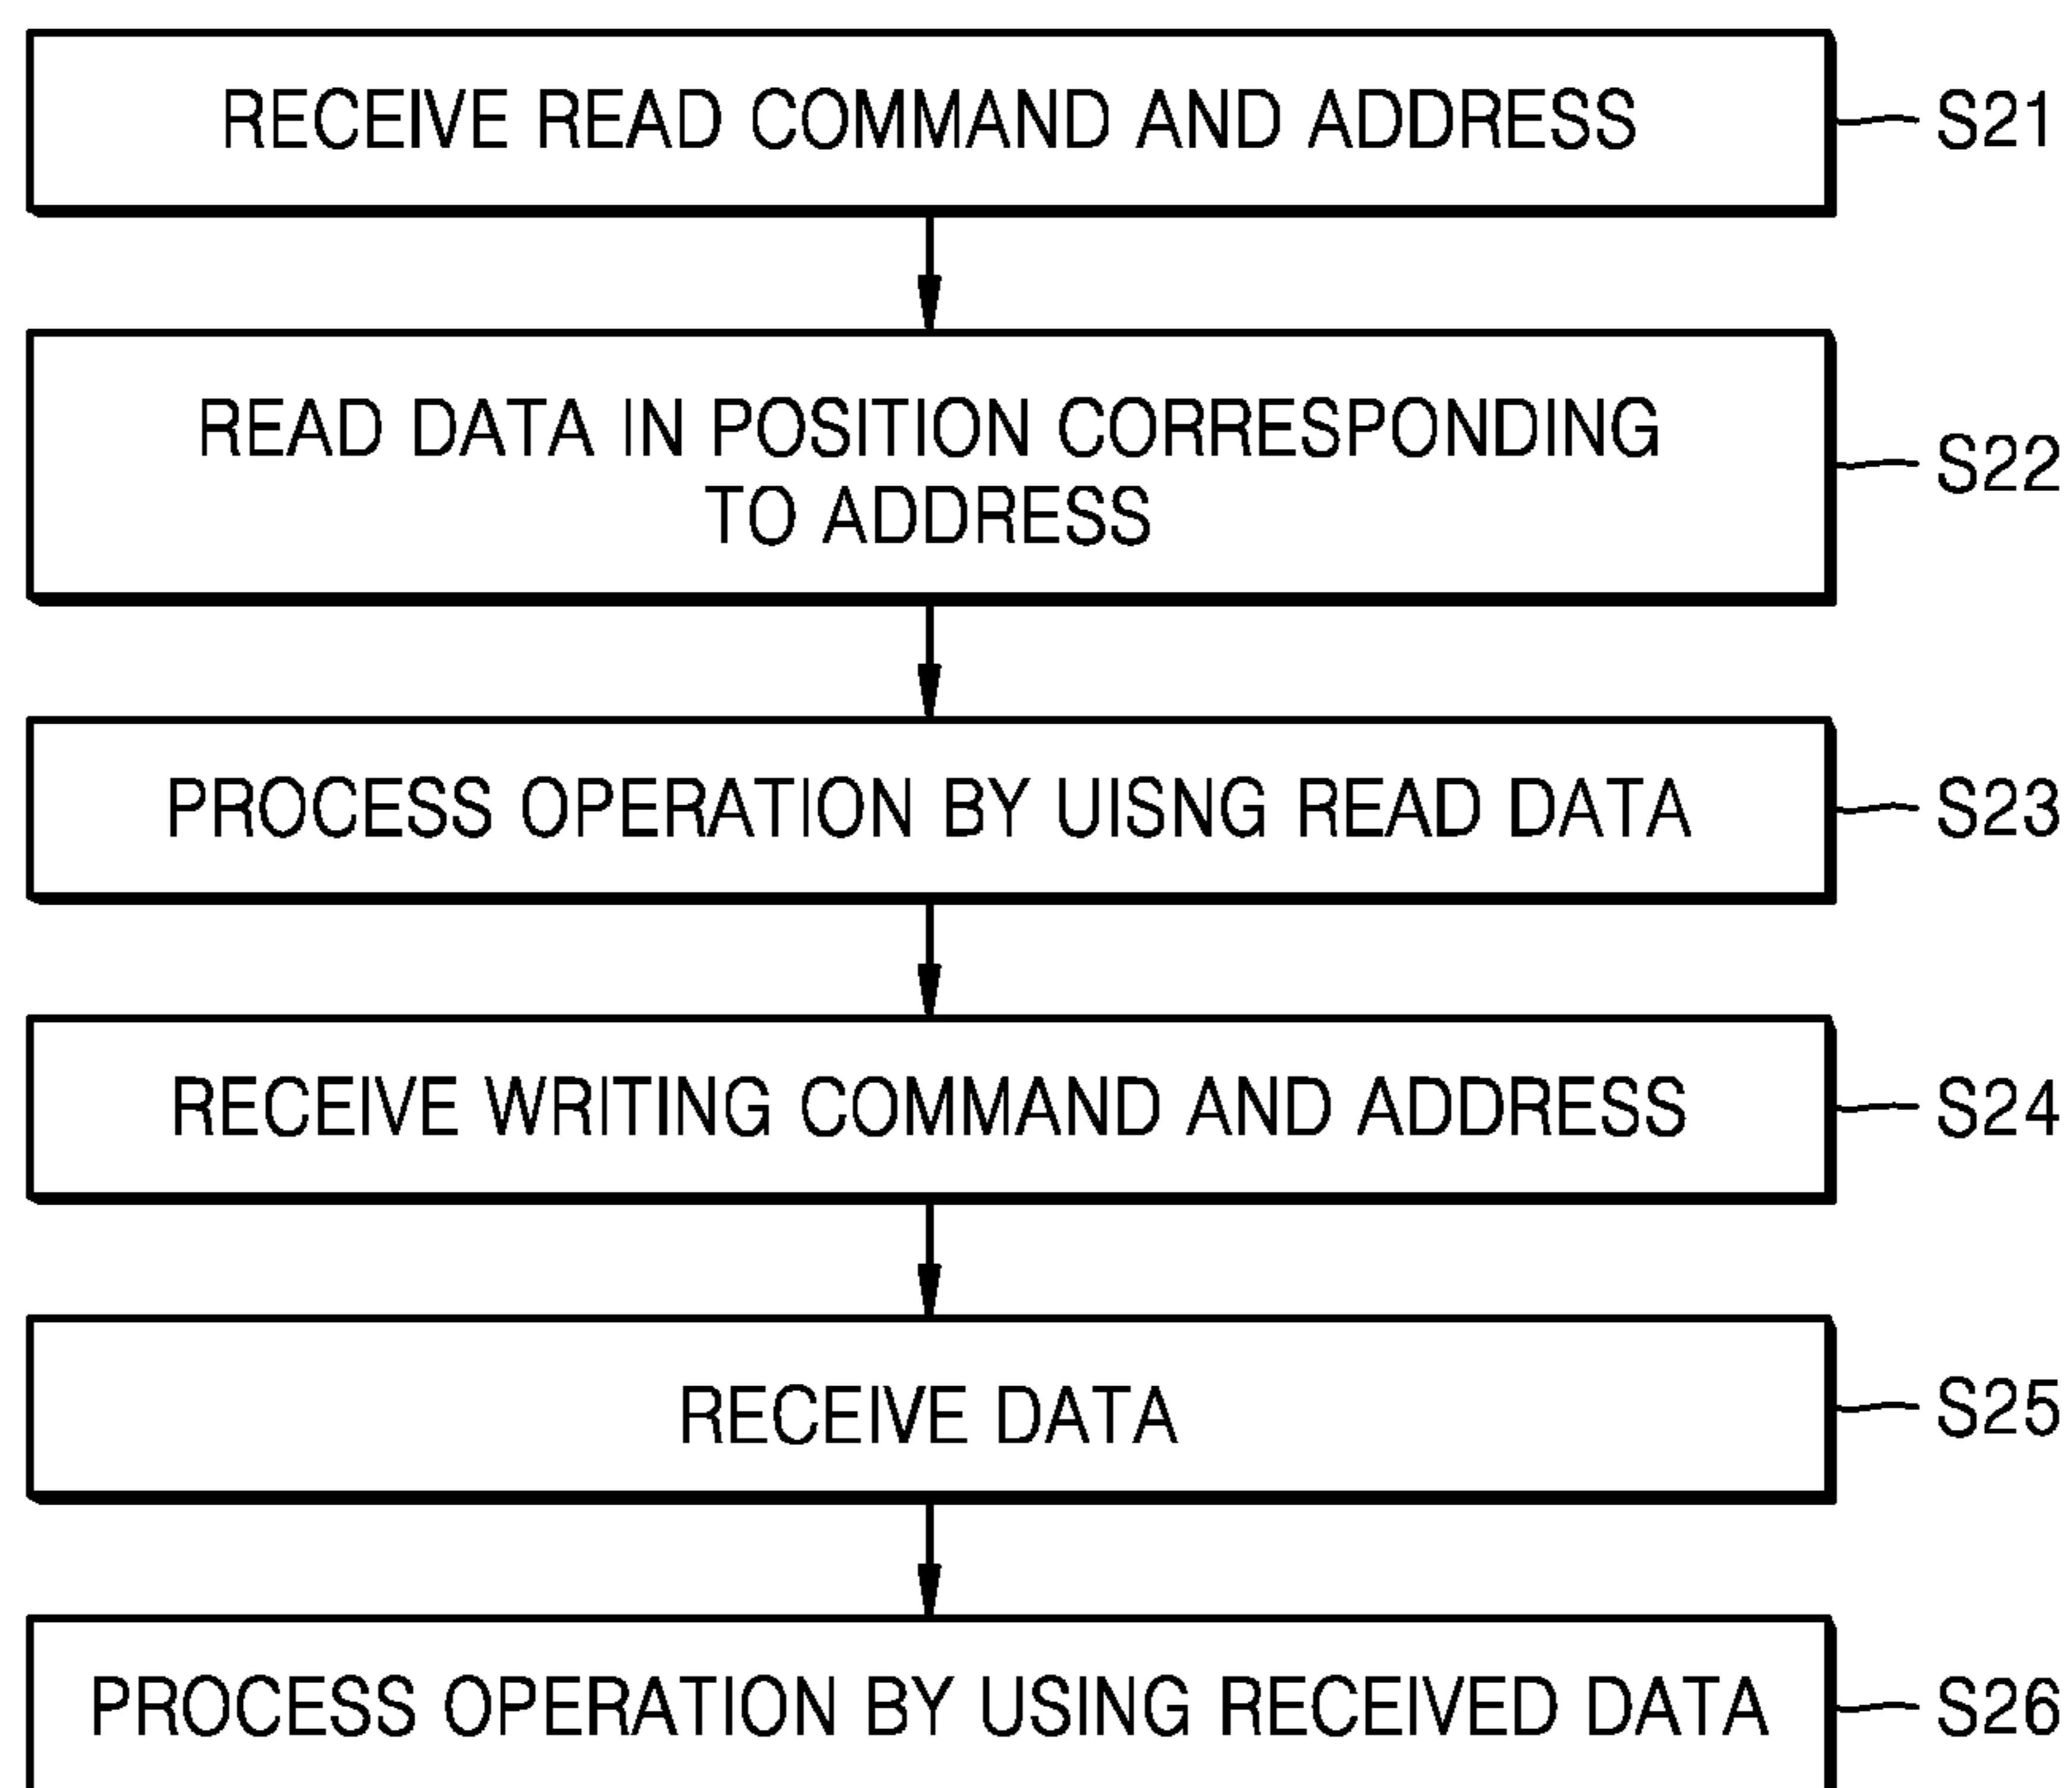 RECEIVE READ COMMAND AND ADDRESS S21
READ DATA IN POSITION CORRESPONDING
TO ADDRESS
S22
PROCESS OPERATION BY UISNG READ DATA S23
RECEIVE WRITING COMMAND AND ADDRESS S24
RECEIVE DATA S25
PROCESS OPERATION BY USING RECEIVED DATA S26